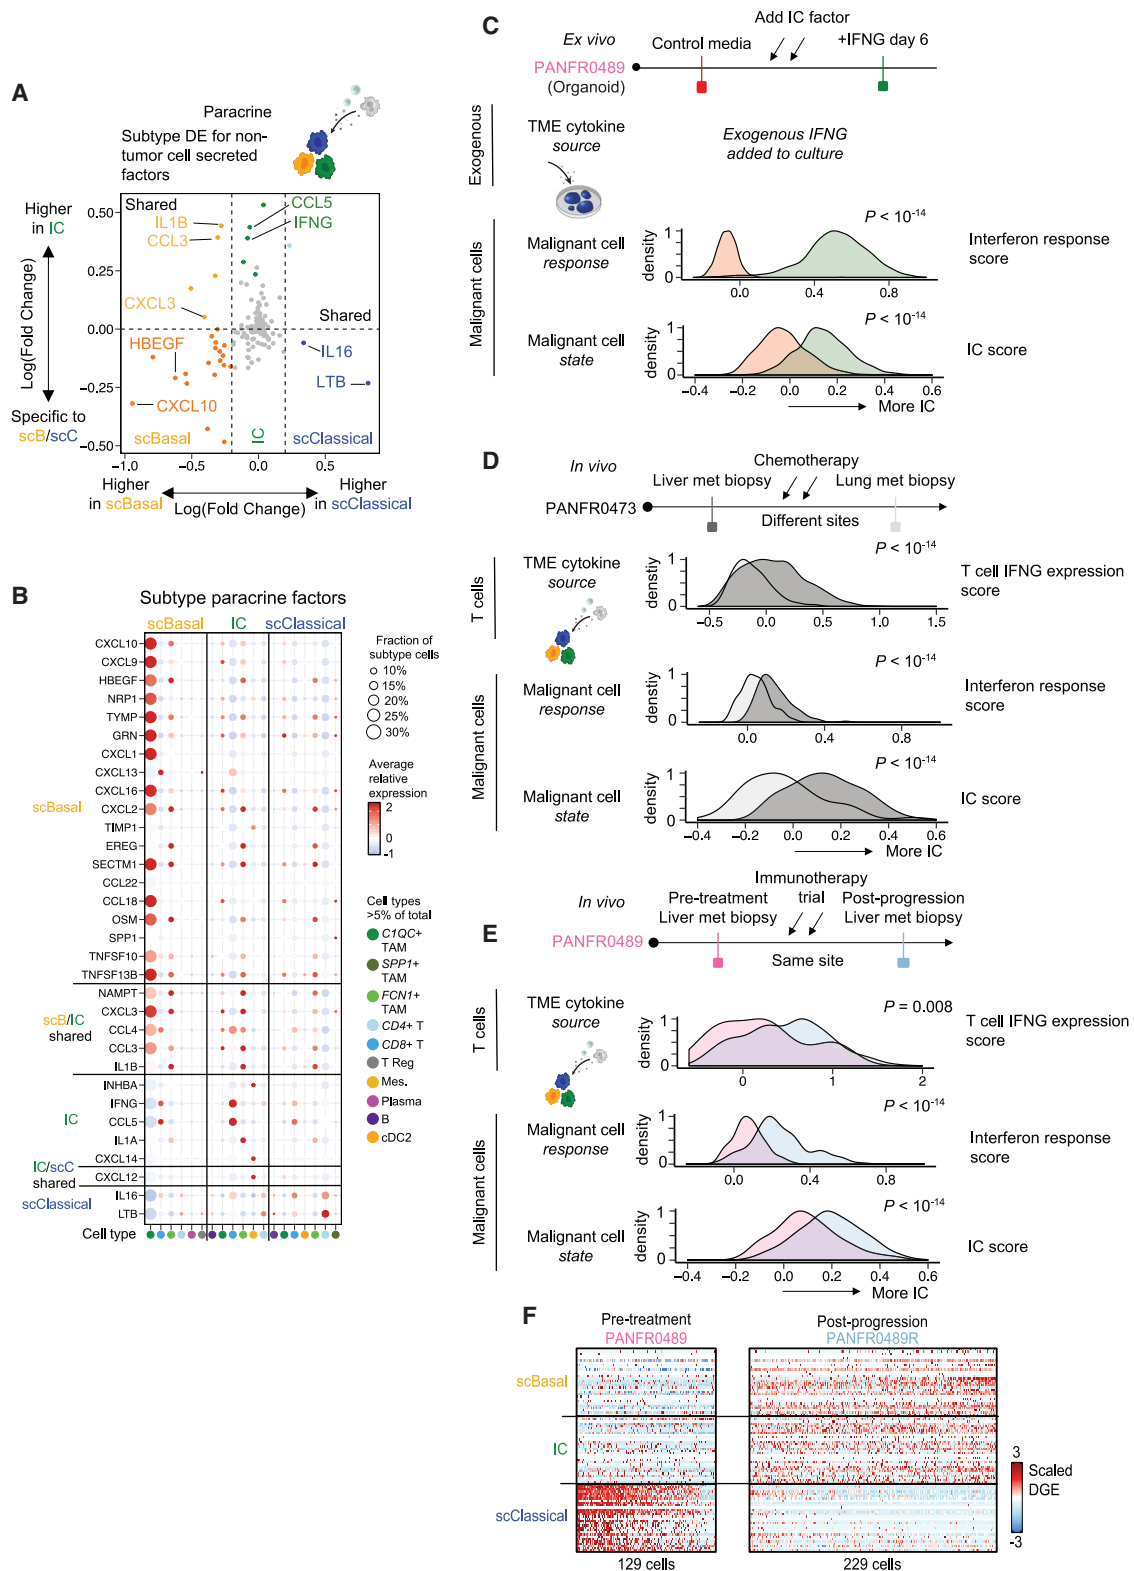 A
Paracrine
Subtype DE for non-
tumor cell secreted
factors
Higher
in IC
Log(Fold Change)
Specific to
scB/scC
0.50
0.25
0.00
−0.25
−0.50
Shared
IL1B
CCL3
CXCL3
HBEGF
CXCL10
scBasal
CCL5
IFNG
IC
Shared
IL16
LTB
scClassical
−1.0
−0.5
0.0
0.5
Higher
in scBasal
Log(Fold Change)
Higher
in scClassical
B
Subtype paracrine factors
scBasal
IC
scClassical
scBasal
CXCL10
CXCL9
HBEGF
NRP1
TYMP
GRN
CXCL1
CXCL13
CXCL16
CXCL2
TIMP1
EREG
SECTM1
CCL22
CCL18
OSM
SPP1
TNFSF10
TNFSF13B
scB/IC
shared
NAMPT
CXCL3
CCL4
CCL3
IL1B
IC
INHBA
IFNG
CCL5
IL1A
CXCL14
IC/scC
shared
CXCL12
scClassical
IL16
LTB
Cell type
Fraction of
subtype cells
10%
15%
20%
25%
30%
Average
relative
expression
2
0
-1
Cell types
>5% of total
C1QC+
TAM
SPP1+
TAM
FCN1+
TAM
CD4+ T
CD8+ T
T Reg
Mes.
Plasma
B
cDC2
C
Ex vivo
PANFR0489
(Organoid)
Control media
Add IC factor
+IFNG day 6
Exogenous
TME cytokine
source
Exogenous IFNG
added to culture
Malignant cells
Malignant cell
response
density
1
0
P < 10-14
0.0
0.4
0.8
Interferon response
score
Malignant cell
state
density
1
0
P < 10-14
−0.4
−0.2
0.0
0.2
0.4
0.6
More IC
IC score
D
In vivo
PANFR0473
Liver met biopsy
Chemotherapy
Lung met biopsy
Different sites
T cells
TME cytokine
source
denstiy
1
0
P < 10-14
−0.5
0.0
0.5
1.0
1.5
T cell IFNG expression
score
Malignant cells
Malignant cell
response
denstiy
1
0
P < 10-14
0.0
0.4
0.8
Interferon response
score
Malignant cell
state
density
1
0
P < 10-14
−0.4
−0.2
0.0
0.2
0.4
0.6
More IC
IC score
E
In vivo
PANFR0489
Pre-treatment
Liver met biopsy
Immunotherapy
trial
Post-progression
Liver met biopsy
Same site
T cells
TME cytokine
source
density
1
0
P = 0.008
0
1
2
T cell IFNG expression
score
Malignant cells
Malignant cell
response
density
1
0
P < 10-14
0.0
0.4
0.8
Interferon response
score
Malignant cell
state
density
1
0
P < 10-14
−0.4
−0.2
0.0
0.2
0.4
0.6
More IC
IC score
F
Pre-treatment
PANFR0489
Post-progression
PANFR0489R
scBasal
IC
scClassical
129 cells
229 cells
3
Scaled
DGE
-3